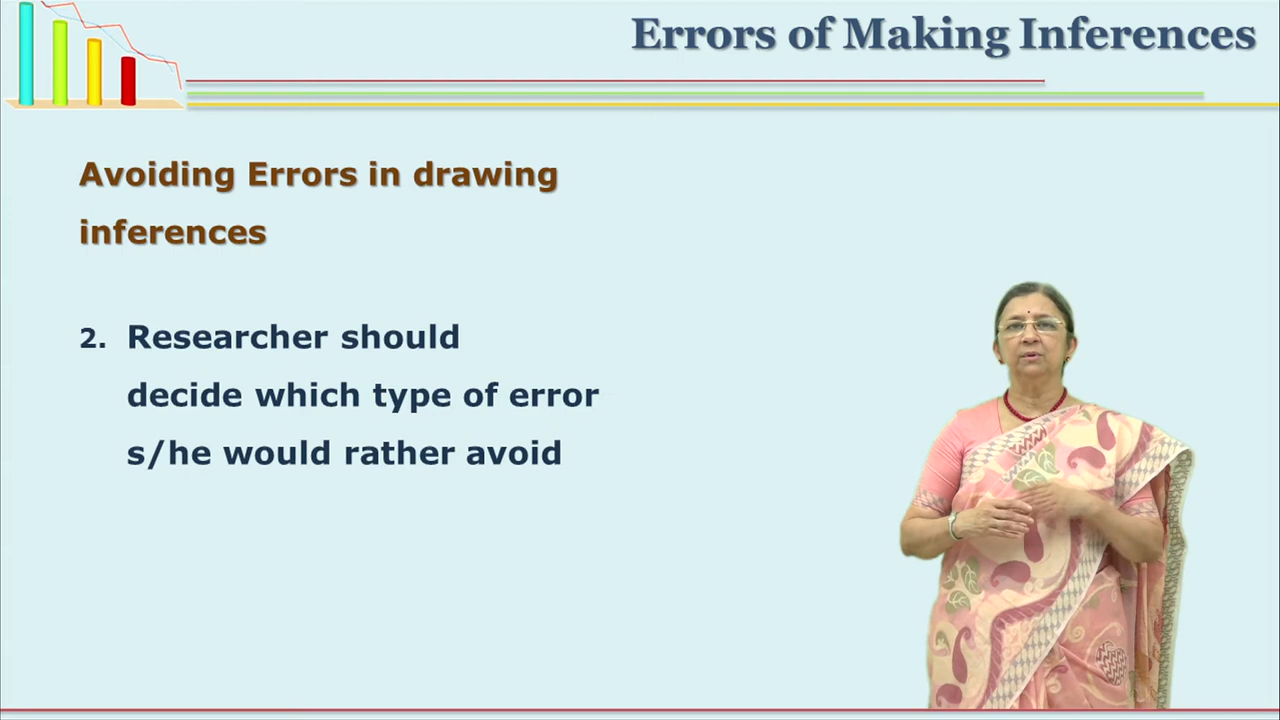 Errors of Making Inferences
Avoiding Errors in drawing
inferences
2. Researcher should
decide which type of error
s/he would rather avoid